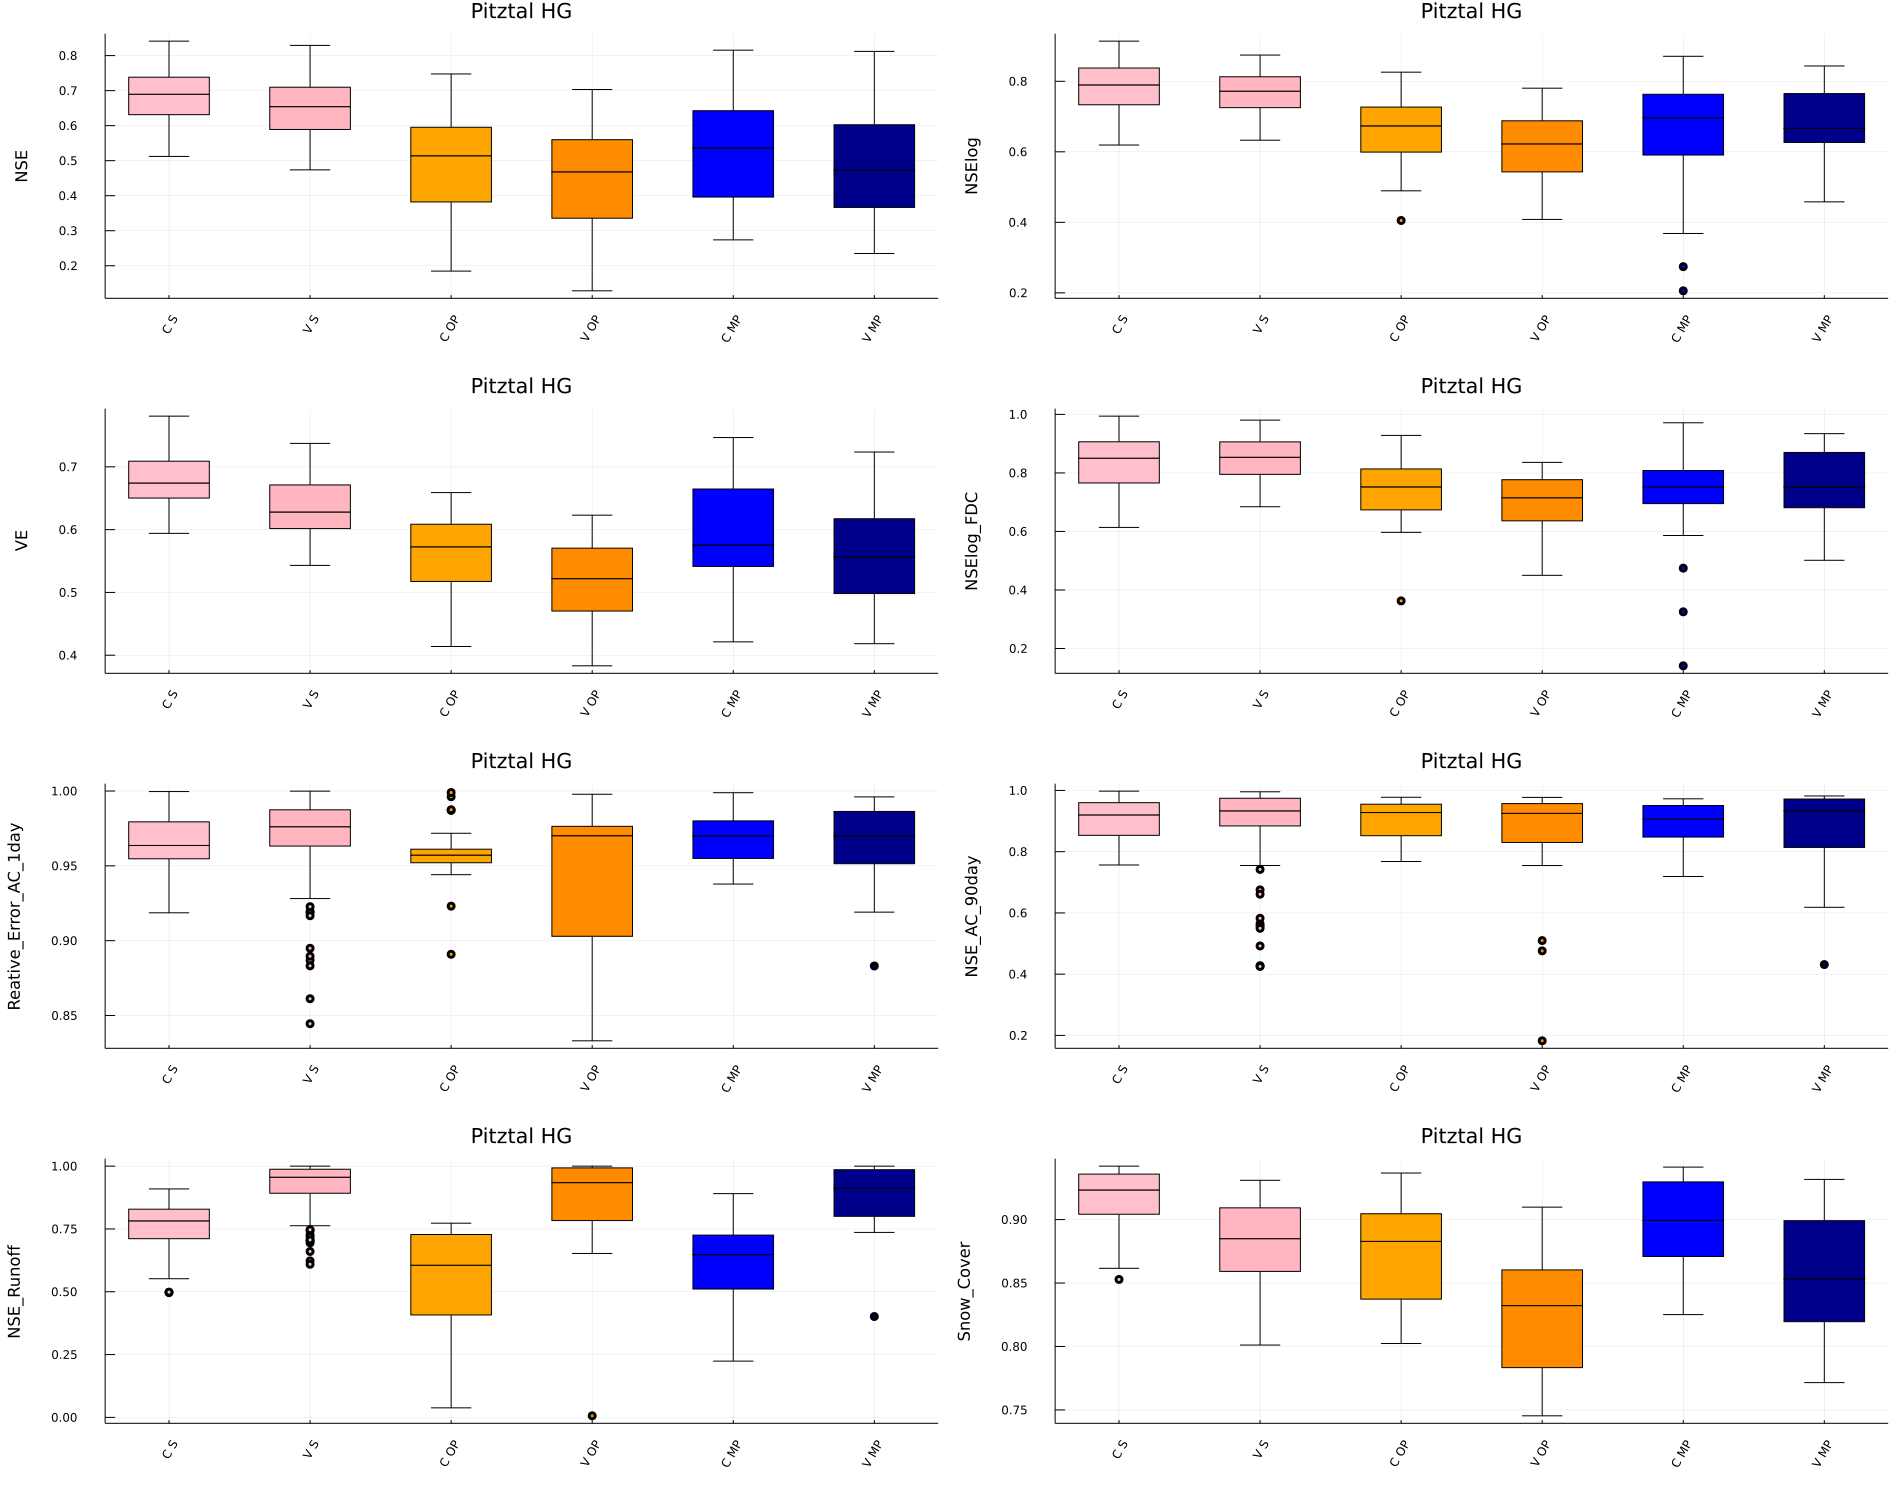 Pitztal HG
NSE
0.8
0.7
0.6
0.5
0.4
0.3
0.2
C S
V S
C OP
V OP
C MP
V MP
Pitztal HG
NSElog
0.8
0.6
0.4
0.2
C S
V S
C OP
V OP
C MP
V MP
Pitztal HG
VE
0.7
0.6
0.5
0.4
C S
V S
C OP
V OP
C MP
V MP
Pitztal HG
NSElog_FDC
1.0
0.8
0.6
0.4
0.2
C S
V S
C OP
V OP
C MP
V MP
Pitztal HG
Reative_Error_AC_1day
1.00
0.95
0.90
0.85
C S
V S
C OP
V OP
C MP
V MP
Pitztal HG
NSE_AC_90day
1.0
0.8
0.6
0.4
0.2
C S
V S
C OP
V OP
C MP
V MP
Pitztal HG
NSE_Runoff
1.00
0.75
0.50
0.25
0.00
C S
V S
C OP
V OP
C MP
V MP
Pitztal HG
Snow_Cover
0.90
0.85
0.80
0.75
C S
V S
C OP
V OP
C MP
V MP